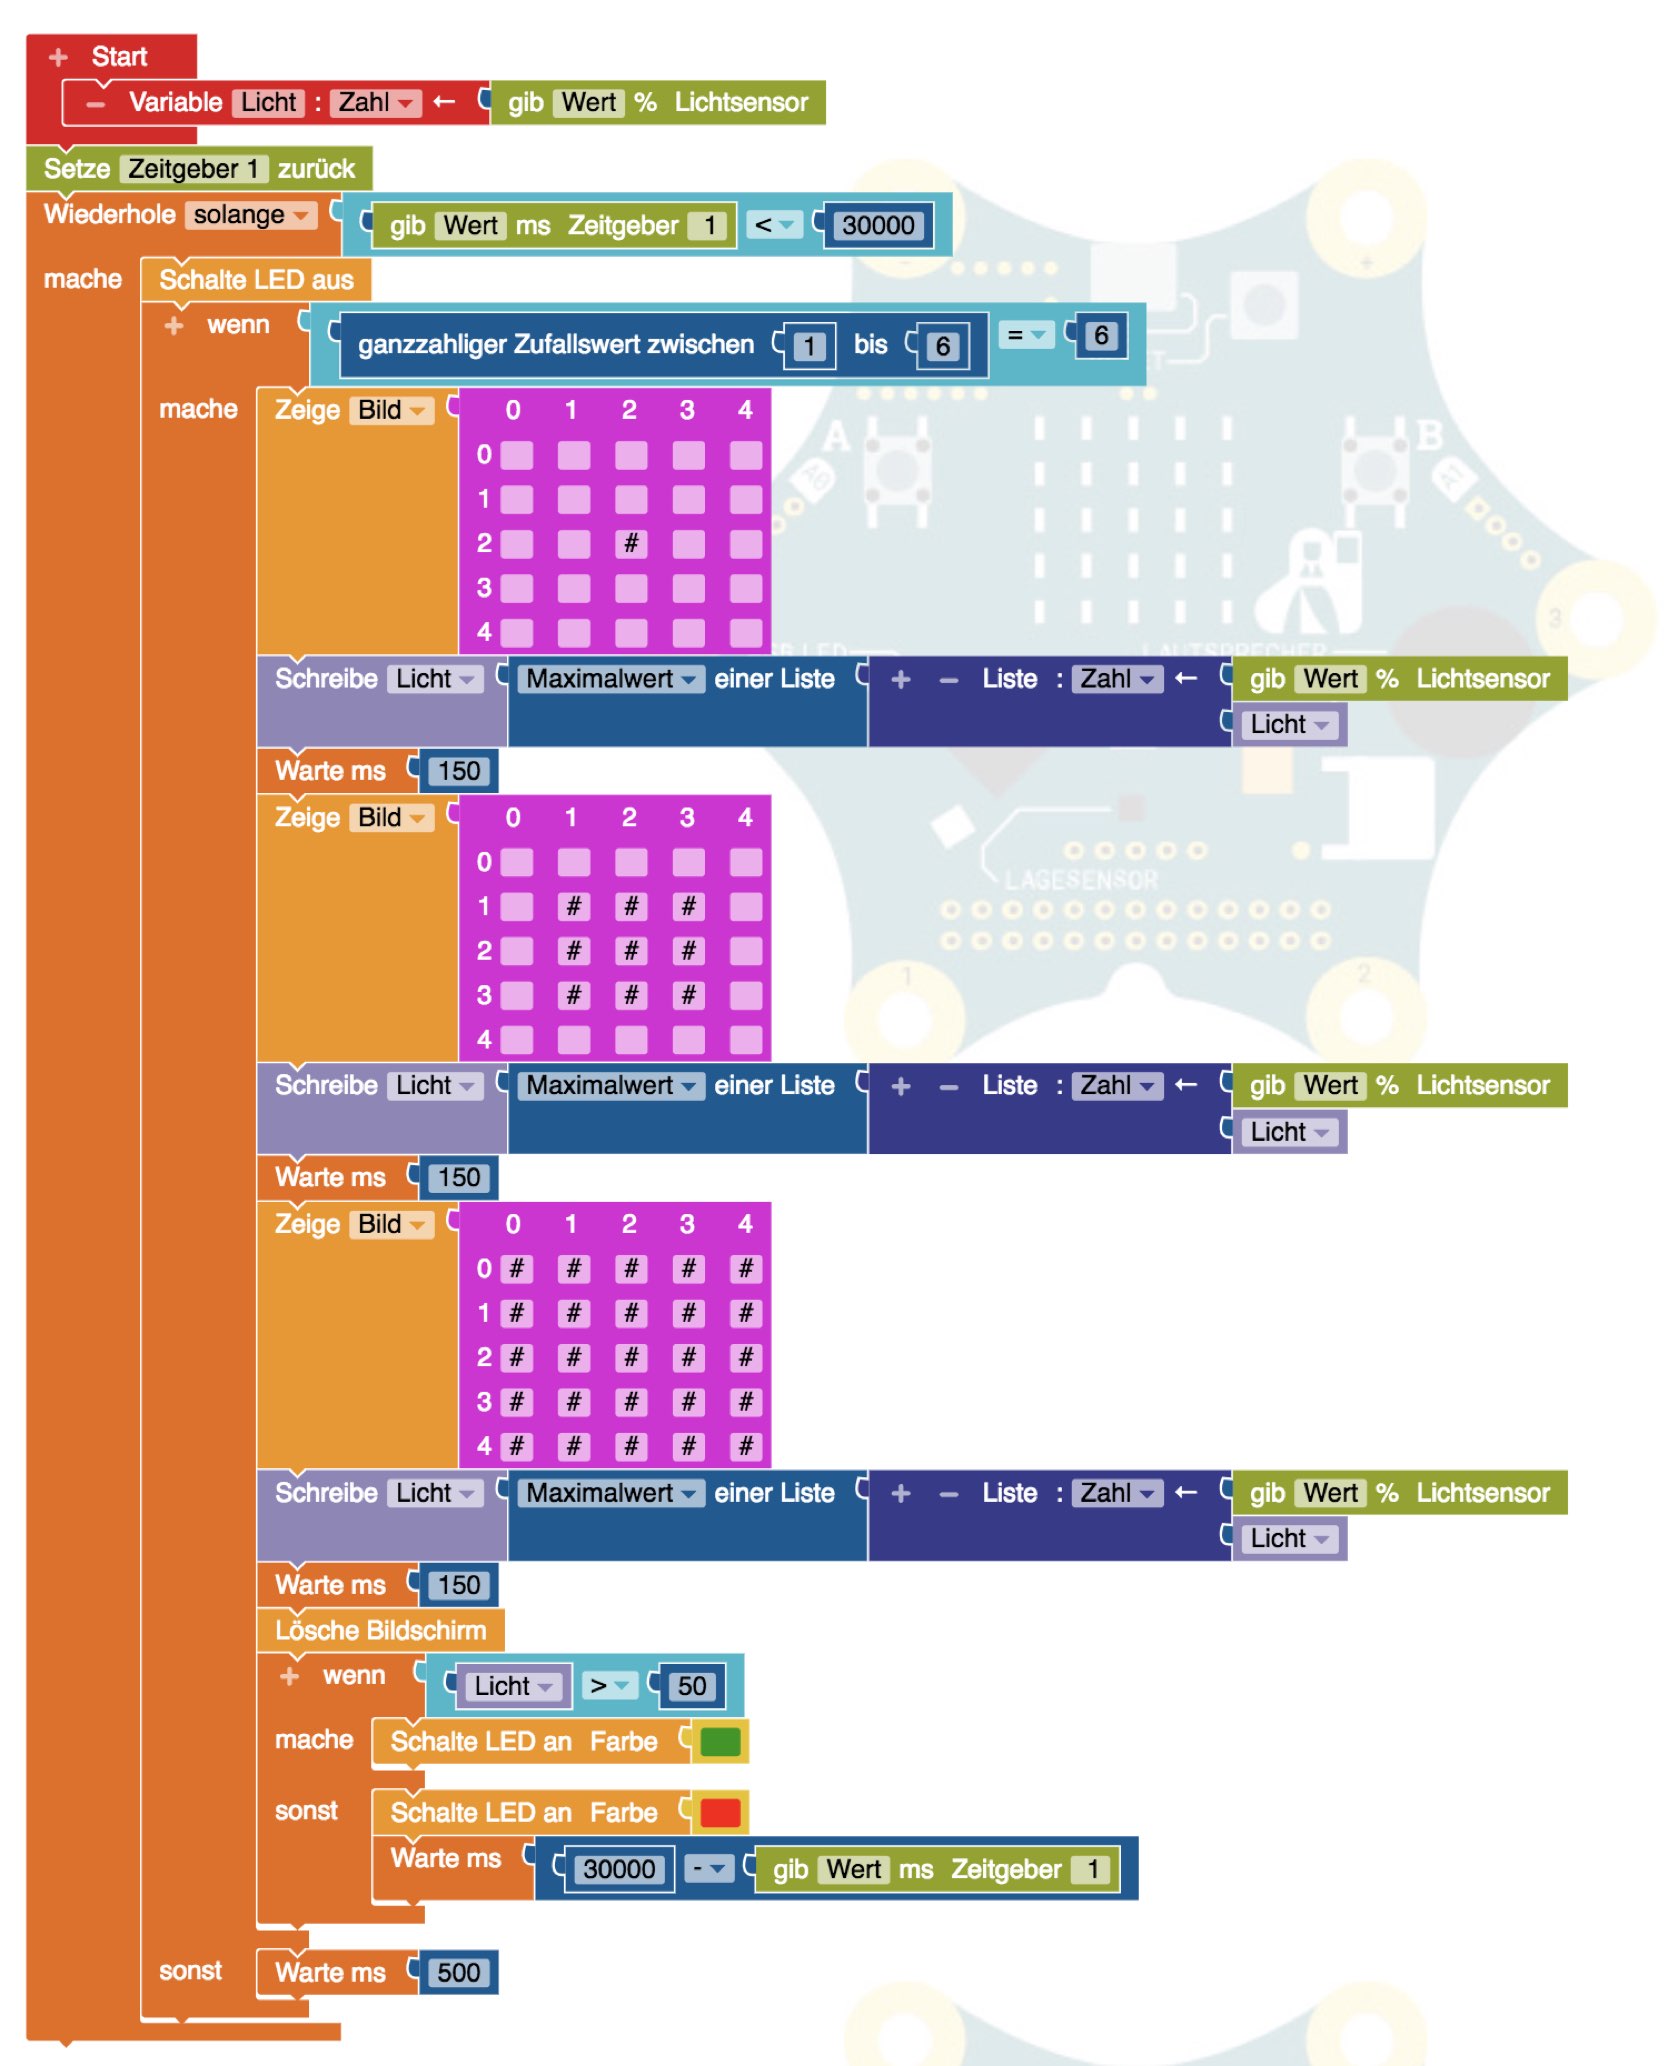 + Start
− Variable Licht : Zahl ← gib Wert % Lichtsensor
Setze Zeitgeber 1 zurück
Wiederhole solange gib Wert ms Zeitgeber 1 < 30000
mache Schalte LED aus
+ wenn ganzzahliger Zufallswert zwischen 1 bis 6 = 6
mache Zeige Bild 0 1 2 3 4
0
1
2 #
3
4
A
B
A0
A1
3
LAUTSPRECHER
Schreibe Licht Maximalwert einer Liste + − Liste : Zahl ← gib Wert % Lichtsensor
Licht
Warte ms 150
Zeige Bild 0 1 2 3 4
0
1 # # #
2 # # #
3 # # #
4
LAGESENSOR
1
2
Schreibe Licht Maximalwert einer Liste + − Liste : Zahl ← gib Wert % Lichtsensor
Licht
Warte ms 150
Zeige Bild 0 1 2 3 4
0 # # # # #
1 # # # # #
2 # # # # #
3 # # # # #
4 # # # # #
Schreibe Licht Maximalwert einer Liste + − Liste : Zahl ← gib Wert % Lichtsensor
Licht
Warte ms 150
Lösche Bildschirm
+ wenn Licht > 50
mache Schalte LED an Farbe
sonst Schalte LED an Farbe
Warte ms 30000 - gib Wert ms Zeitgeber 1
sonst Warte ms 500